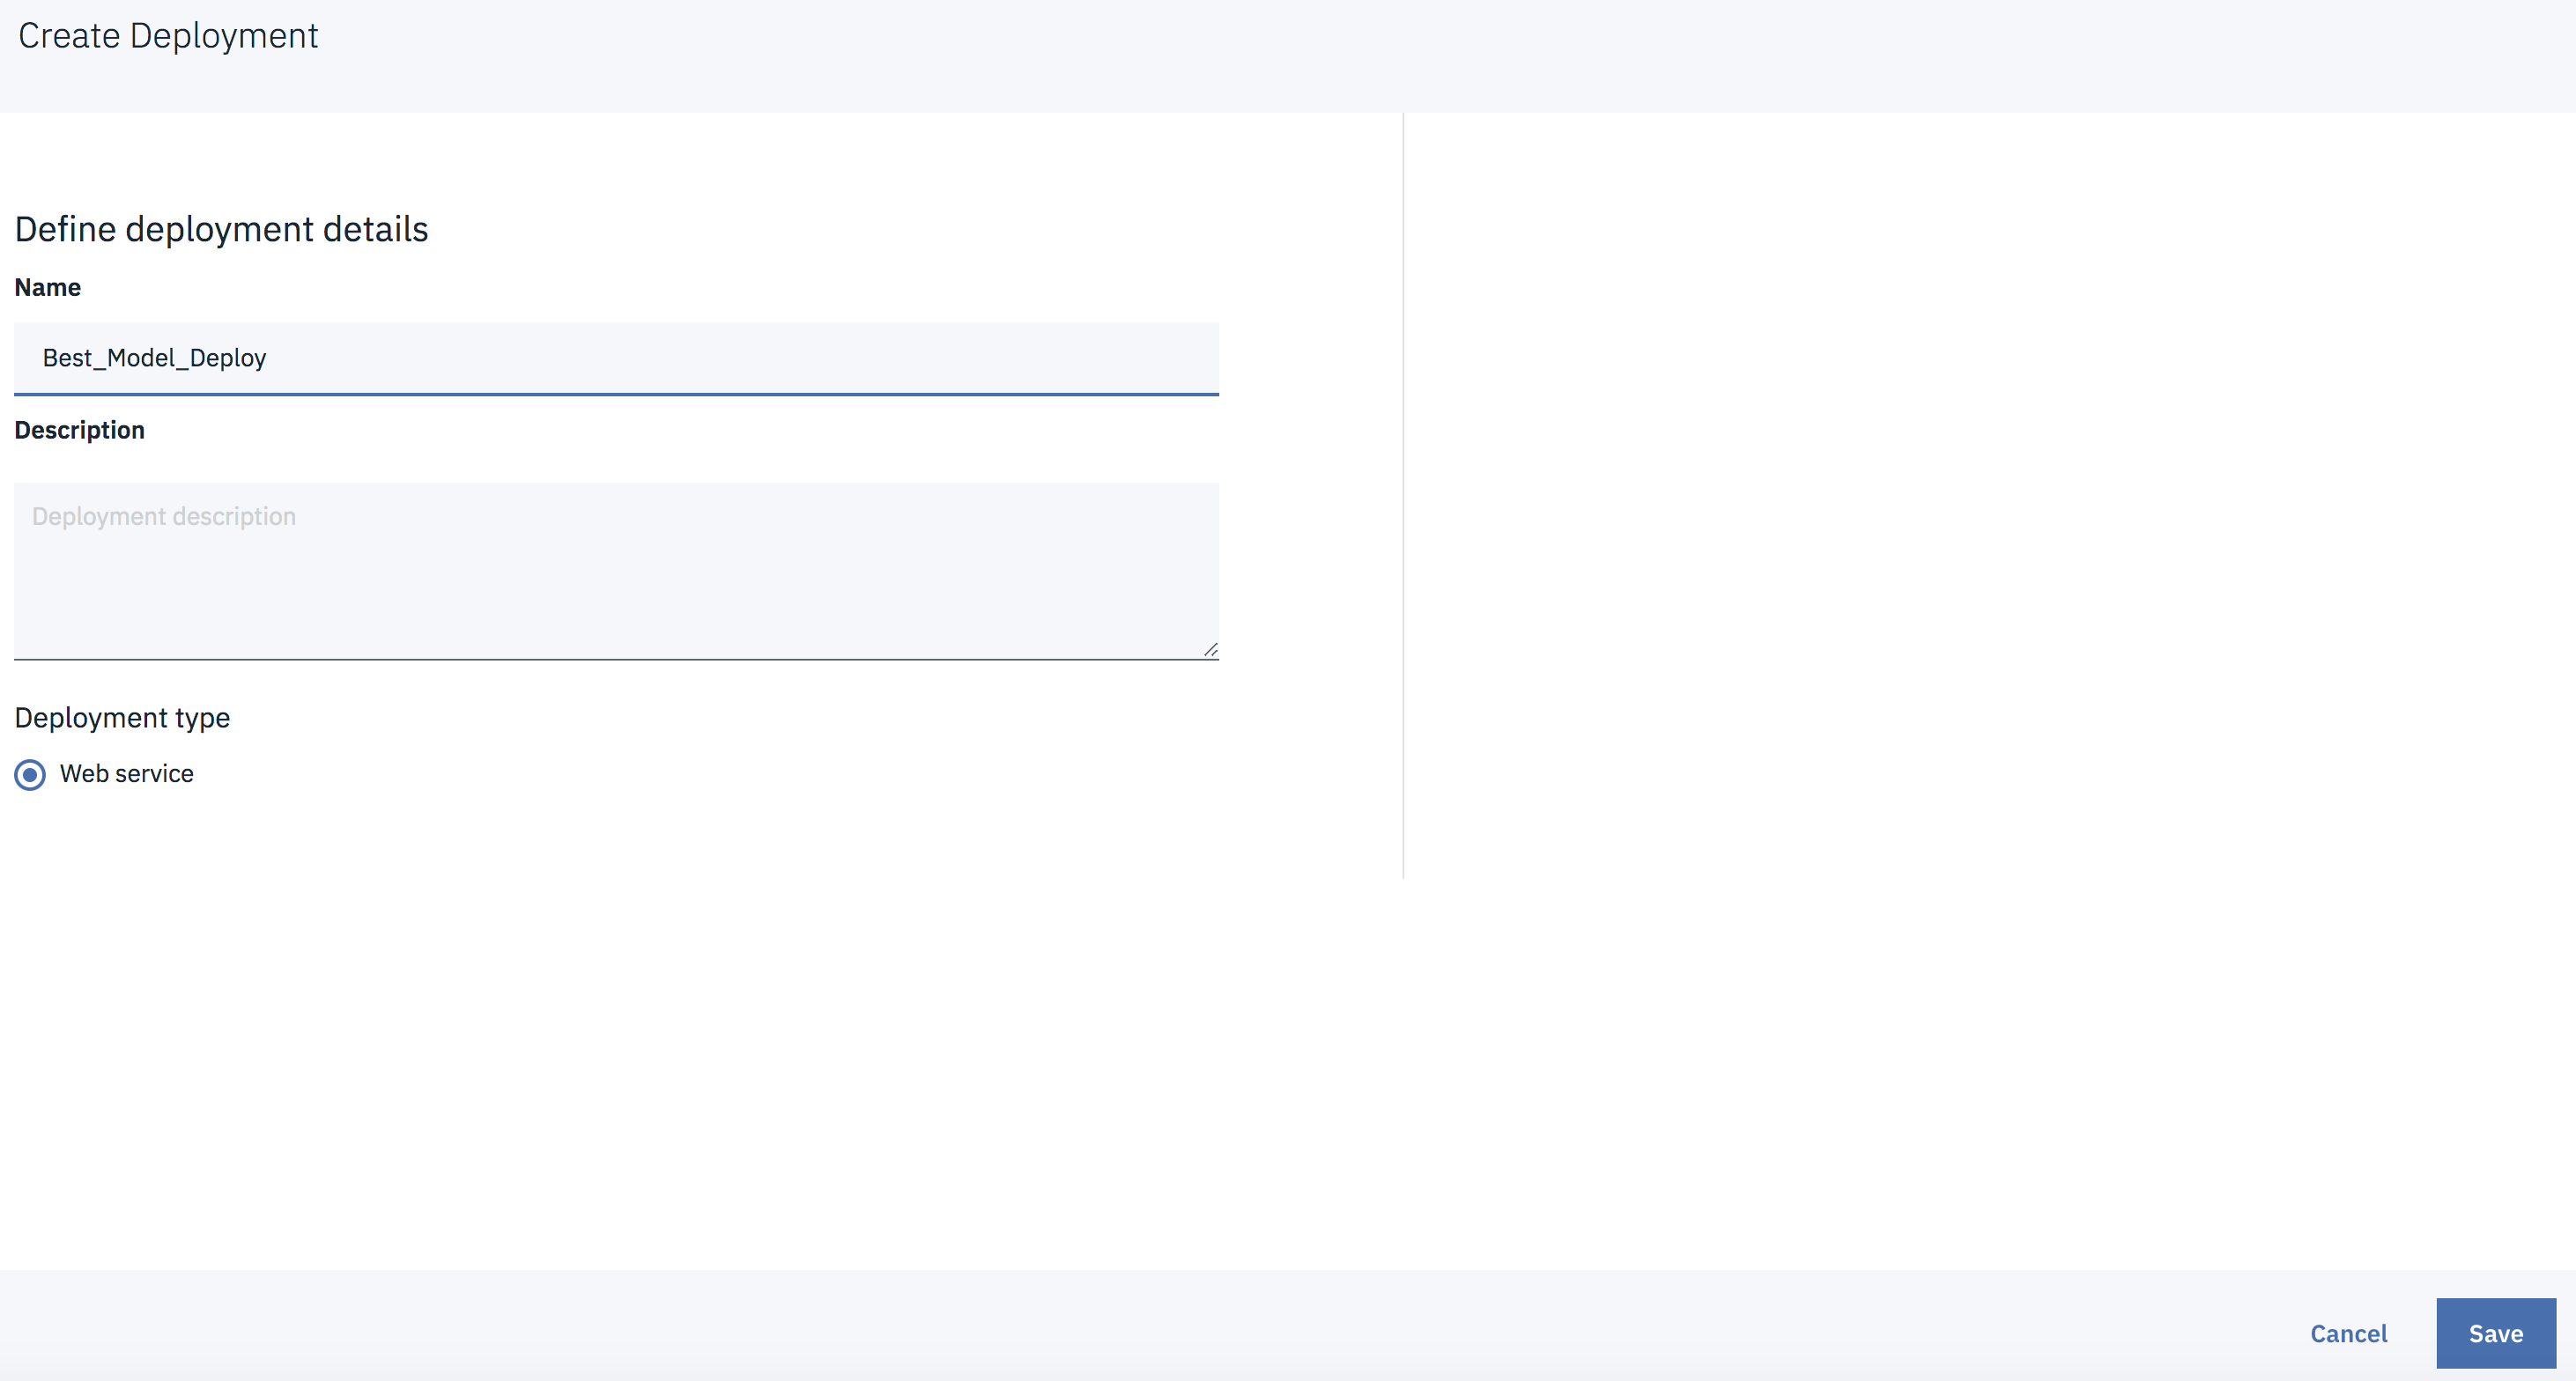 Create Deployment
Define deployment details
Name
Best_Model_Deploy
Description
Deployment description
Deployment type
Web service
Cancel
Save